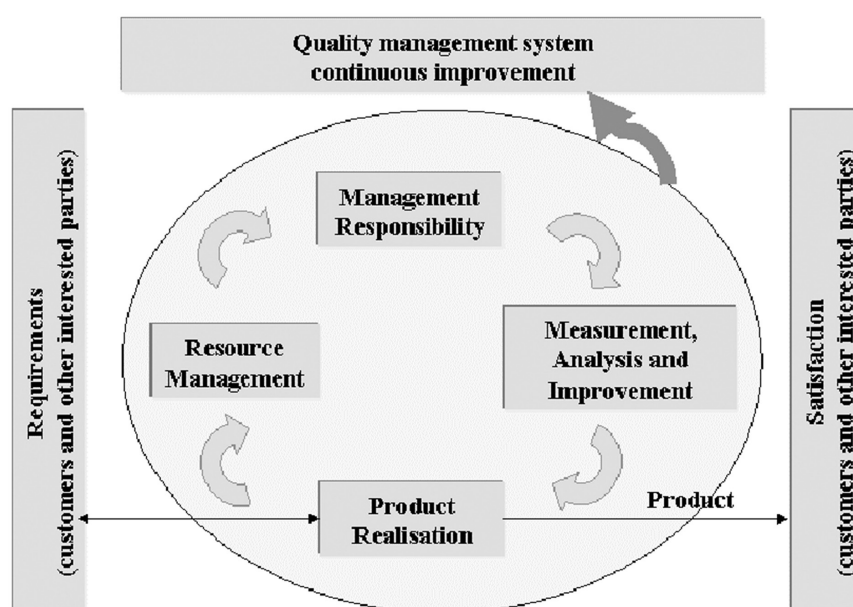 Quality management system
continuous improvement
Requirements
(customers and other interested parties)
Management
Responsibility
Resource
Management
Measurement,
Analysis and
Improvement
Product
Realisation
Product
Satisfaction
(customers and other interested parties)